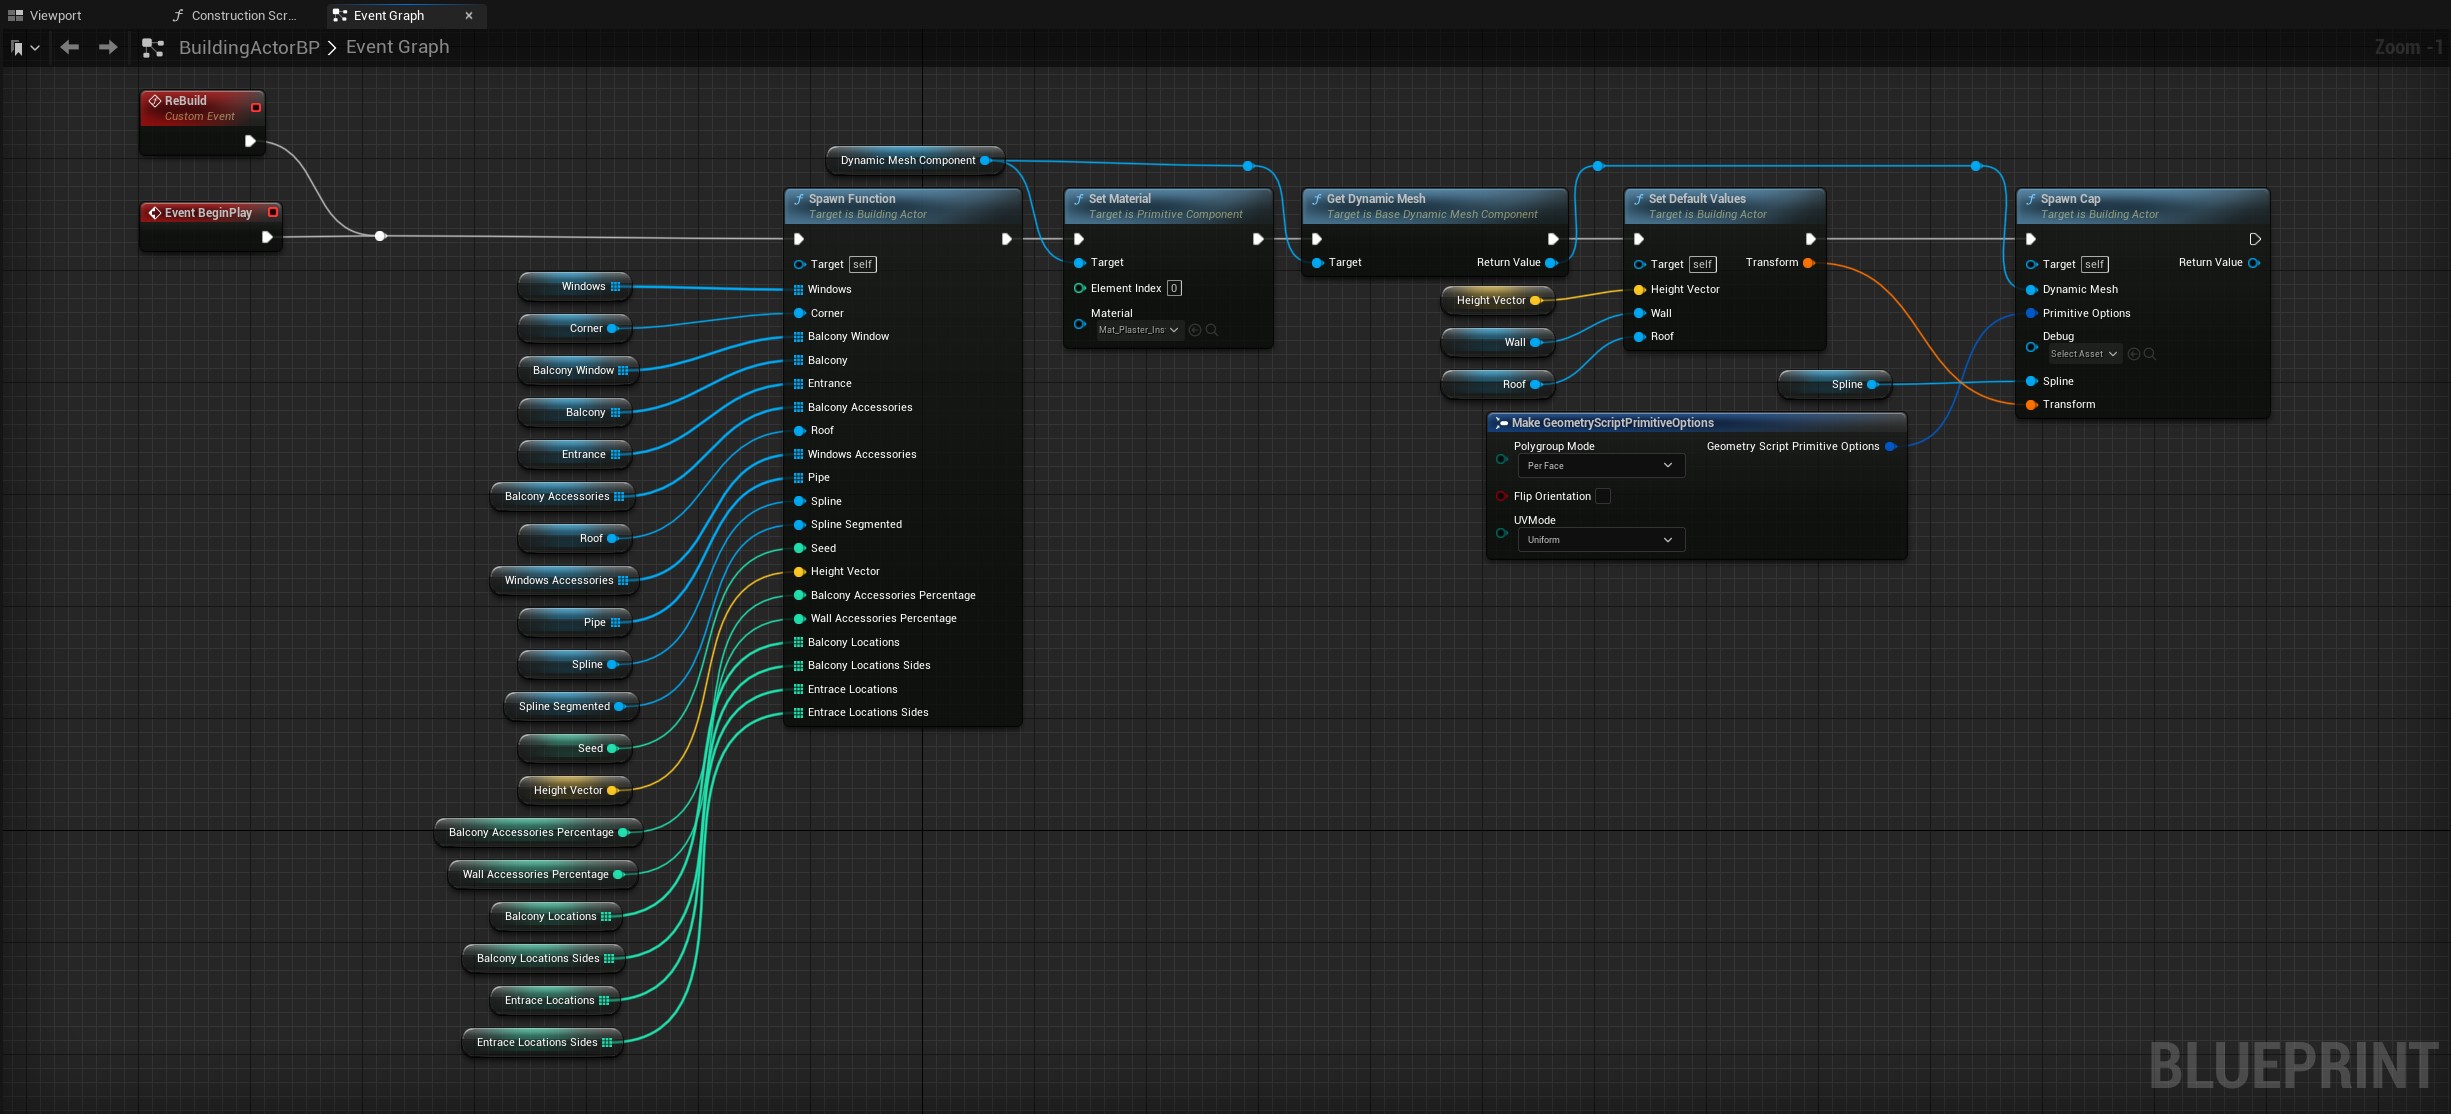 Viewport
Construction Scr...
Event Graph
BuildingActorBP > Event Graph
Zoom -1
ReBuild
Custom Event
Event BeginPlay
Windows
Corner
Balcony Window
Balcony
Entrance
Balcony Accessories
Roof
Windows Accessories
Pipe
Spline
Spline Segmented
Seed
Height Vector
Balcony Accessories Percentage
Wall Accessories Percentage
Balcony Locations
Balcony Locations Sides
Entrace Locations
Entrace Locations Sides
Dynamic Mesh Component
Spawn Function
Target is Building Actor
Target self
Windows
Corner
Balcony Window
Balcony
Entrance
Balcony Accessories
Roof
Windows Accessories
Pipe
Spline
Spline Segmented
Seed
Height Vector
Balcony Accessories Percentage
Wall Accessories Percentage
Balcony Locations
Balcony Locations Sides
Entrace Locations
Entrace Locations Sides
Set Material
Target is Primitive Component
Target
Element Index 0
Material
Mat_Plaster_Ins
Get Dynamic Mesh
Target is Base Dynamic Mesh Component
Target Return Value
Height Vector
Wall
Roof
Set Default Values
Target is Building Actor
Target self Transform
Height Vector
Wall
Roof
Spline
Make GeometryScriptPrimitiveOptions
Polygroup Mode Geometry Script Primitive Options
Per Face
Flip Orientation
UVMode
Uniform
Spawn Cap
Target is Building Actor
Target self Return Value
Dynamic Mesh
Primitive Options
Debug
Select Asset
Spline
Transform
BLUEPRINT